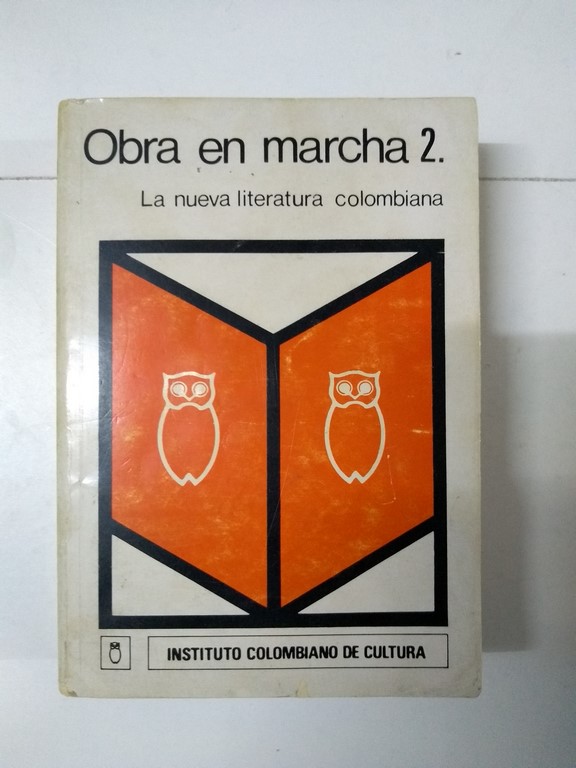 Obra en marcha 2.
La nueva literatura colombiana
INSTITUTO COLOMBIANO DE CULTURA